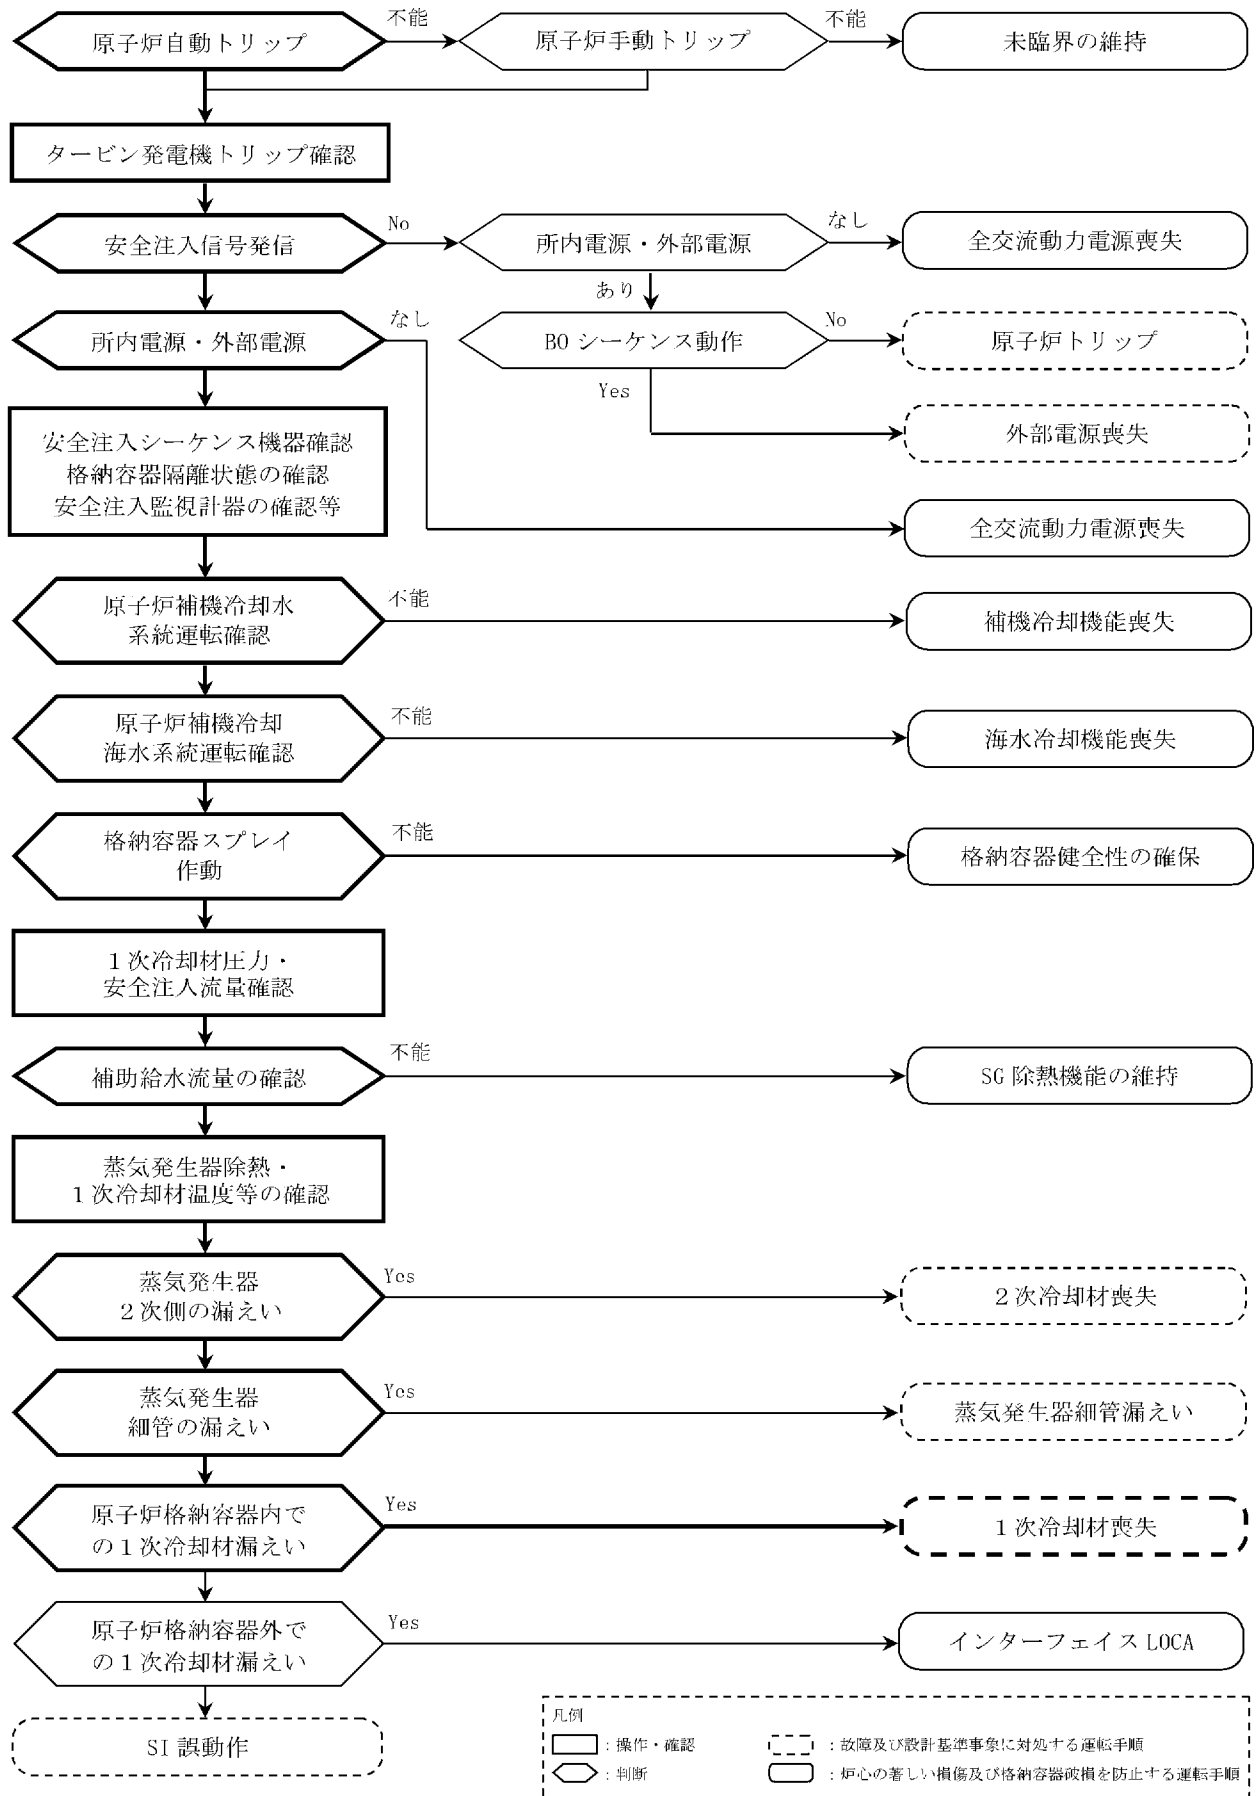 原子炉自動トリップ
不能
原子炉手動トリップ
不能
未臨界の維持
タービン発電機トリップ確認
安全注入信号発信
No
所内電源・外部電源
なし
全交流動力電源喪失
あり
所内電源・外部電源
なし
BO シーケンス動作
No
原子炉トリップ
Yes
外部電源喪失
安全注入シーケンス機器確認
格納容器隔離状態の確認
安全注入監視計器の確認等
全交流動力電源喪失
原子炉補機冷却水
系統運転確認
不能
補機冷却機能喪失
原子炉補機冷却
海水系統運転確認
不能
海水冷却機能喪失
格納容器スプレイ
作動
不能
格納容器健全性の確保
1次冷却材圧力・
安全注入流量確認
補助給水流量の確認
不能
SG 除熱機能の維持
蒸気発生器除熱・
1次冷却材温度等の確認
蒸気発生器
2次側の漏えい
Yes
2次冷却材喪失
蒸気発生器
細管の漏えい
Yes
蒸気発生器細管漏えい
原子炉格納容器内で
の1次冷却材漏えい
Yes
1次冷却材喪失
原子炉格納容器外で
の1次冷却材漏えい
Yes
インターフェイス LOCA
SI 誤動作
凡例
：操作・確認
：故障及び設計基準事象に対処する運転手順
：判断
：炉心の著しい損傷及び格納容器破損を防止する運転手順